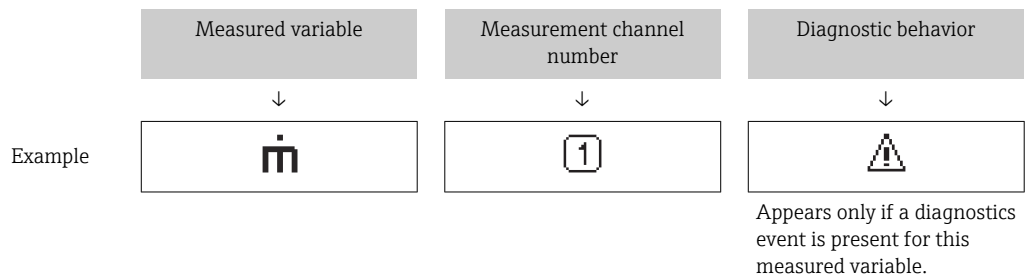 Measured variable
Measurement channel
number
Diagnostic behavior
↓ ↓ ↓
Example
ṁ
1
Appears only if a diagnostics
event is present for this
measured variable.